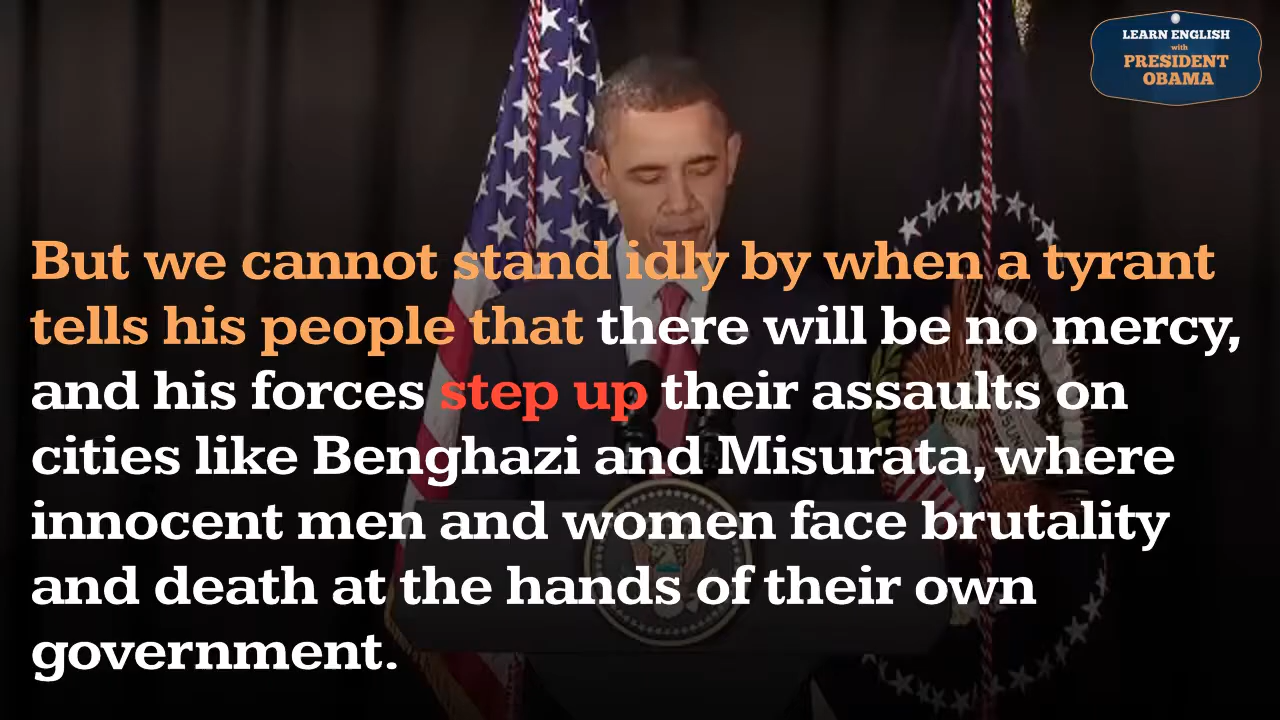 LEARN ENGLISH
with
PRESIDENT
OBAMA
But we cannot stand idly by when a tyrant
tells his people that there will be no mercy,
and his forces step up their assaults on
cities like Benghazi and Misurata, where
innocent men and women face brutality
and death at the hands of their own
government.